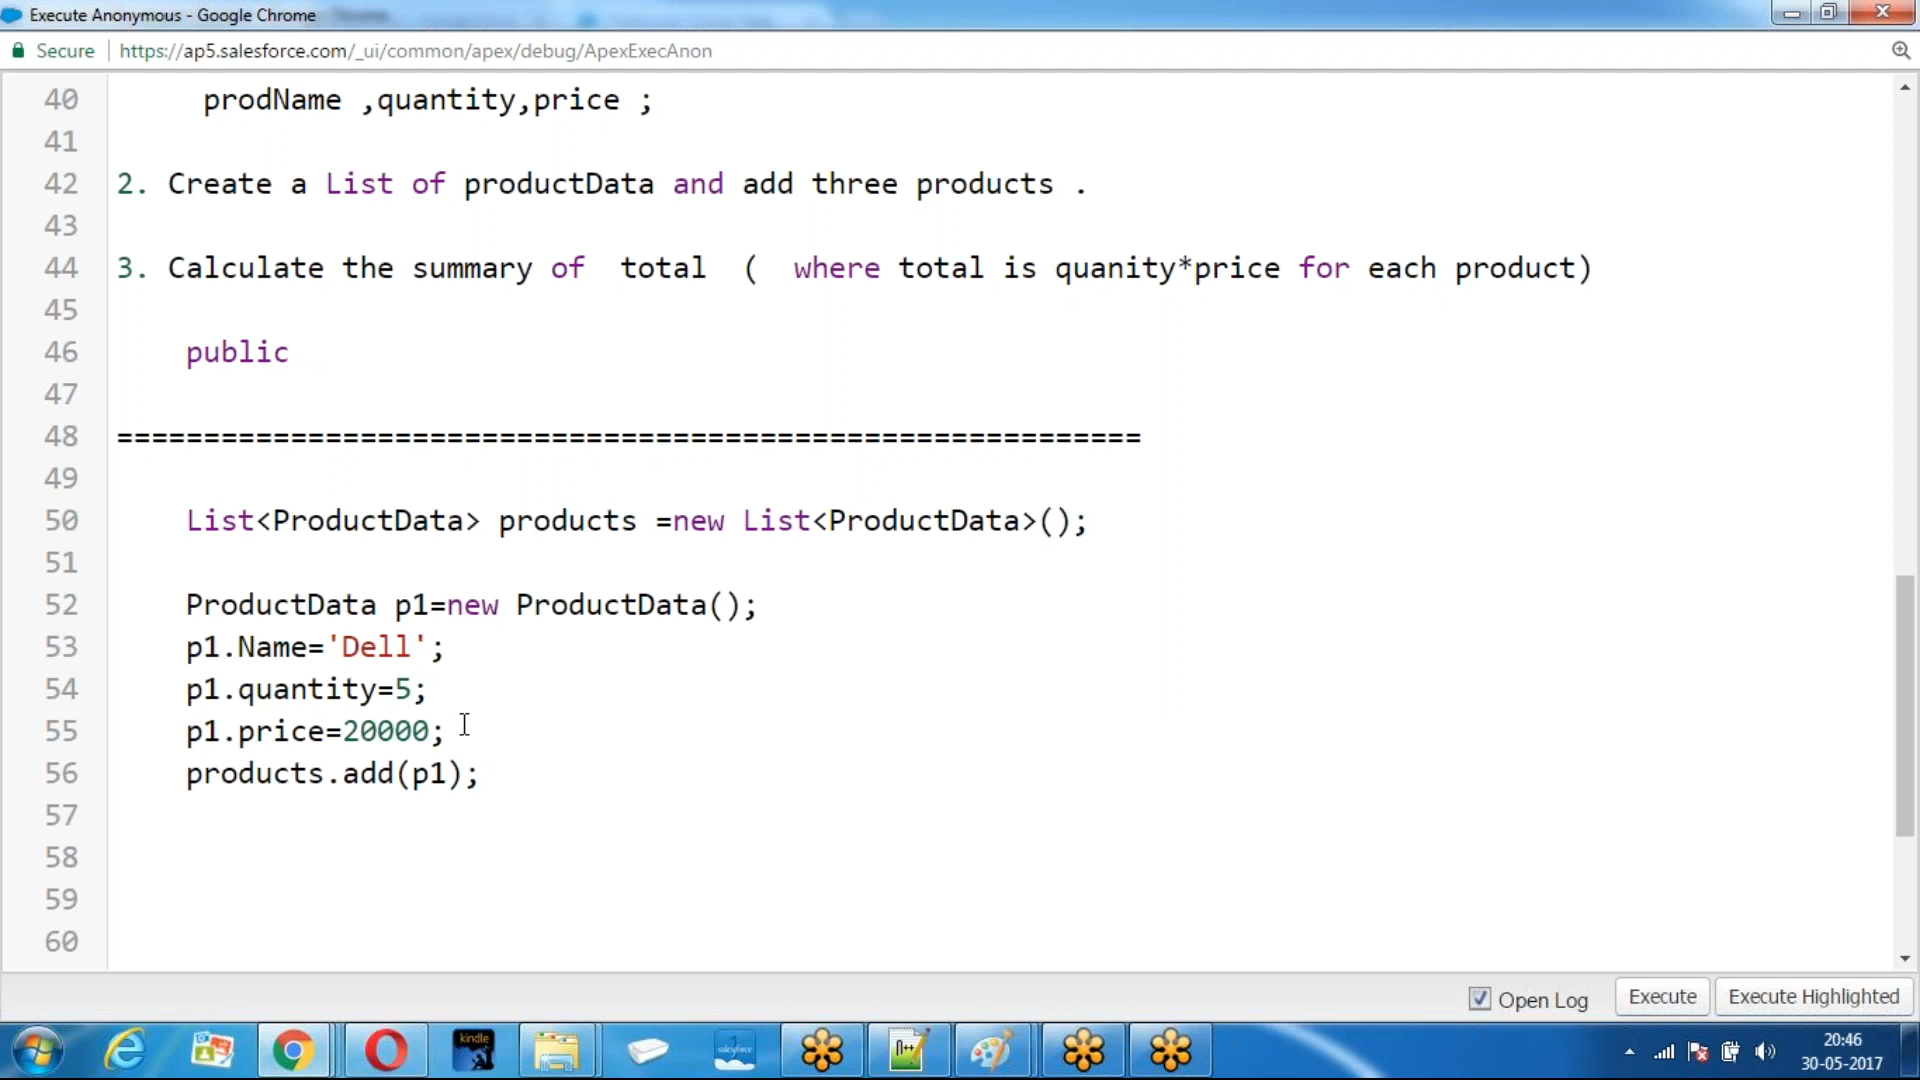 Execute Anonymous - Google Chrome
Secure https://ap5.salesforce.com/_ui/common/apex/debug/ApexExecAnon
40 prodName ,quantity,price ;
41
42 2. Create a List of productData and add three products .
43
44 3. Calculate the summary of  total  (  where total is quanity*price for each product)
45
46 public
47
48 ===========================================================
49
50 List<ProductData> products =new List<ProductData>();
51
52 ProductData p1=new ProductData();
53 p1.Name='Dell';
54 p1.quantity=5;
55 p1.price=20000;
56 products.add(p1);
57
58
59
60
Open Log Execute Execute Highlighted
kindle
salesforce
20:46
30-05-2017